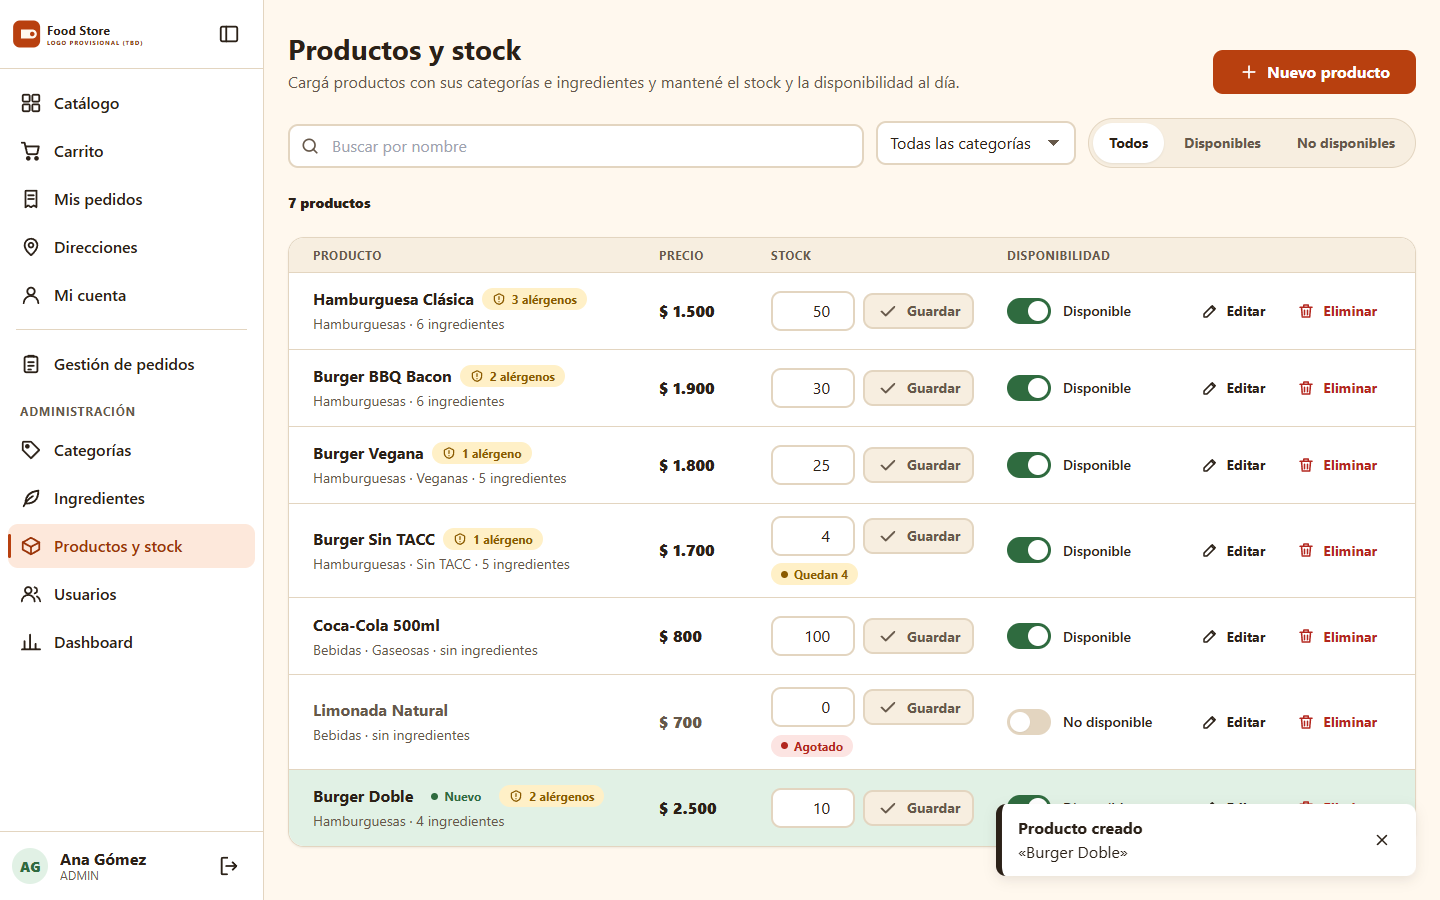 Food Store
LOGO PROVISIONAL (TBD)
Catálogo
Carrito
Mis pedidos
Direcciones
Mi cuenta
Gestión de pedidos
ADMINISTRACIÓN
Categorías
Ingredientes
Productos y stock
Usuarios
Dashboard
AG
Ana Gómez
ADMIN
Productos y stock
Cargá productos con sus categorías e ingredientes y mantené el stock y la disponibilidad al día.
Nuevo producto
Buscar por nombre
Todas las categorías
Todos
Disponibles
No disponibles
7 productos
PRODUCTO PRECIO STOCK DISPONIBILIDAD
Hamburguesa Clásica 3 alérgenos
Hamburguesas · 6 ingredientes
$ 1.500 50 Guardar Disponible Editar Eliminar
Burger BBQ Bacon 2 alérgenos
Hamburguesas · 6 ingredientes
$ 1.900 30 Guardar Disponible Editar Eliminar
Burger Vegana 1 alérgeno
Hamburguesas · Veganas · 5 ingredientes
$ 1.800 25 Guardar Disponible Editar Eliminar
Burger Sin TACC 1 alérgeno
Hamburguesas · Sin TACC · 5 ingredientes
$ 1.700 4 Guardar Disponible Editar Eliminar
Quedan 4
Coca-Cola 500ml
Bebidas · Gaseosas · sin ingredientes
$ 800 100 Guardar Disponible Editar Eliminar
Limonada Natural
Bebidas · sin ingredientes
$ 700 0 Guardar No disponible Editar Eliminar
Agotado
Burger Doble Nuevo 2 alérgenos
Hamburguesas · 4 ingredientes
$ 2.500 10 Guardar
Producto creado
«Burger Doble»